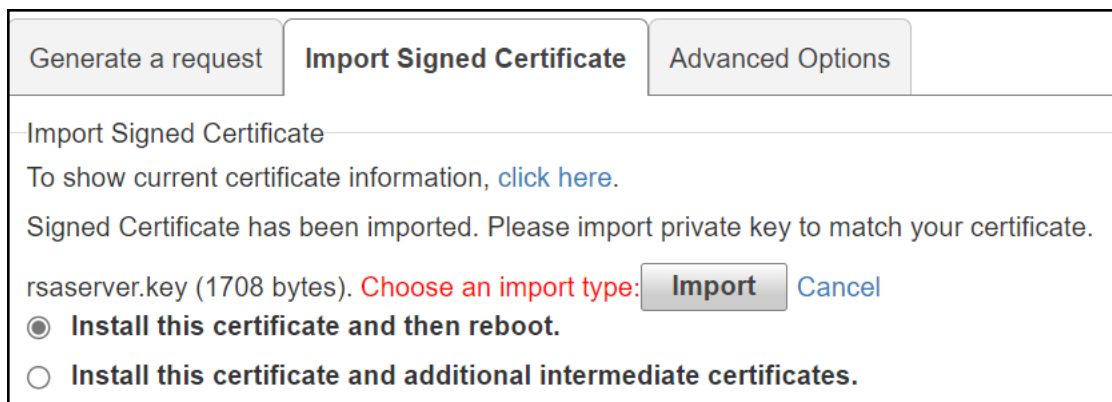 Generate a request
Import Signed Certificate
Advanced Options
Import Signed Certificate
To show current certificate information, click here.
Signed Certificate has been imported. Please import private key to match your certificate.
rsaserver.key (1708 bytes). Choose an import type: Import Cancel
Install this certificate and then reboot.
Install this certificate and additional intermediate certificates.